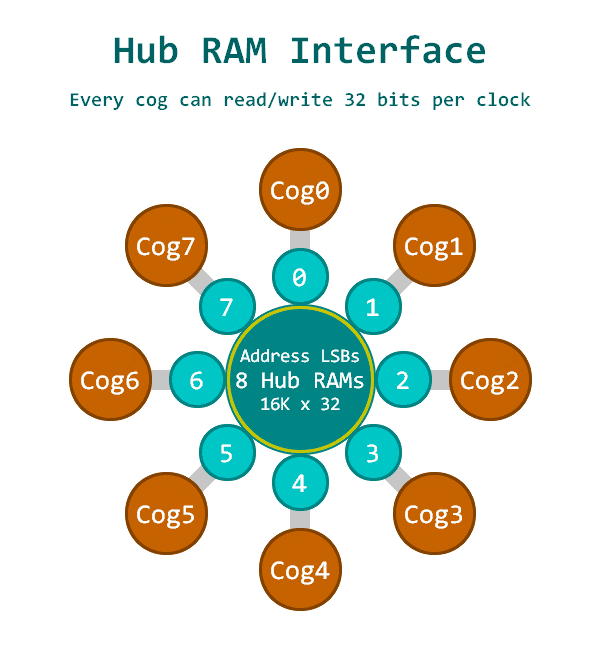 Hub RAM Interface
Every cog can read/write 32 bits per clock
Cog0
Cog7
Cog1
0
7
1
Cog6
6
Address LSBs
8 Hub RAMs
16K x 32
2
Cog2
5
3
4
Cog5
Cog3
Cog4